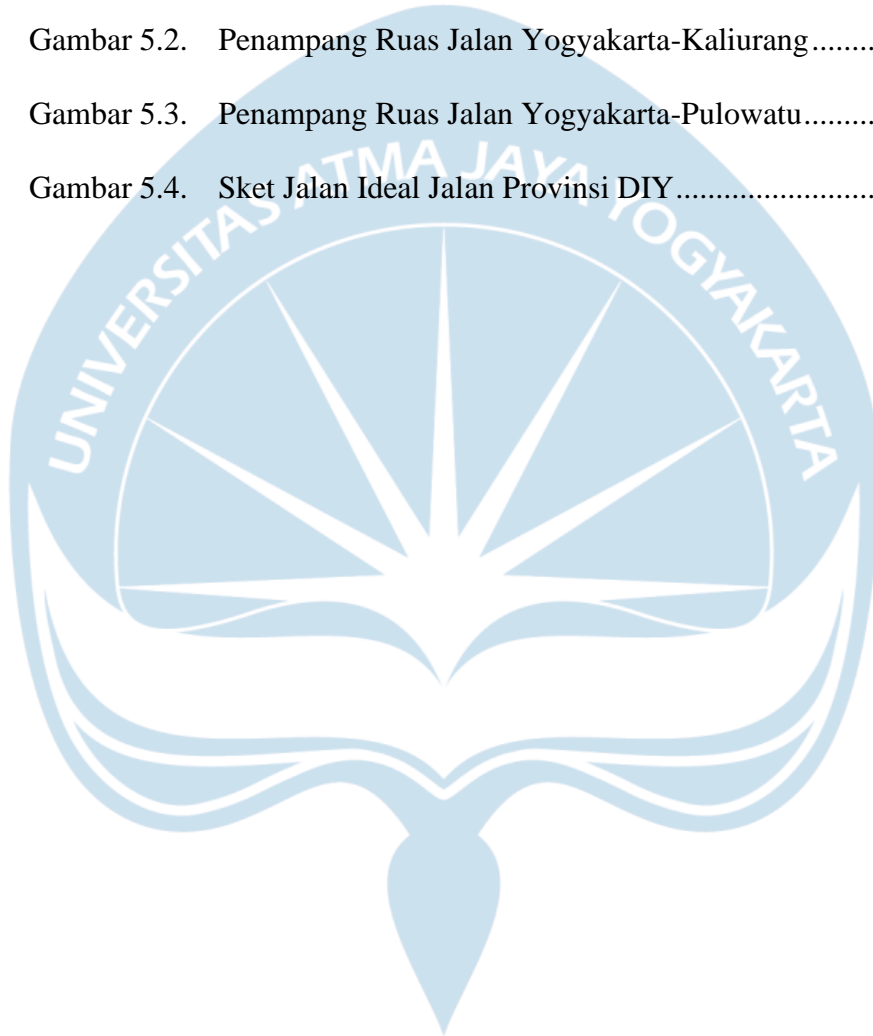 Gambar 5.2. Penampang Ruas Jalan Yogyakarta-Kaliurang........
Gambar 5.3. Penampang Ruas Jalan Yogyakarta-Pulowatu.........
Gambar 5.4. Sket Jalan Ideal Jalan Provinsi DIY.........................
UNIVERSITAS ATMA JAYA YOGYAKARTA